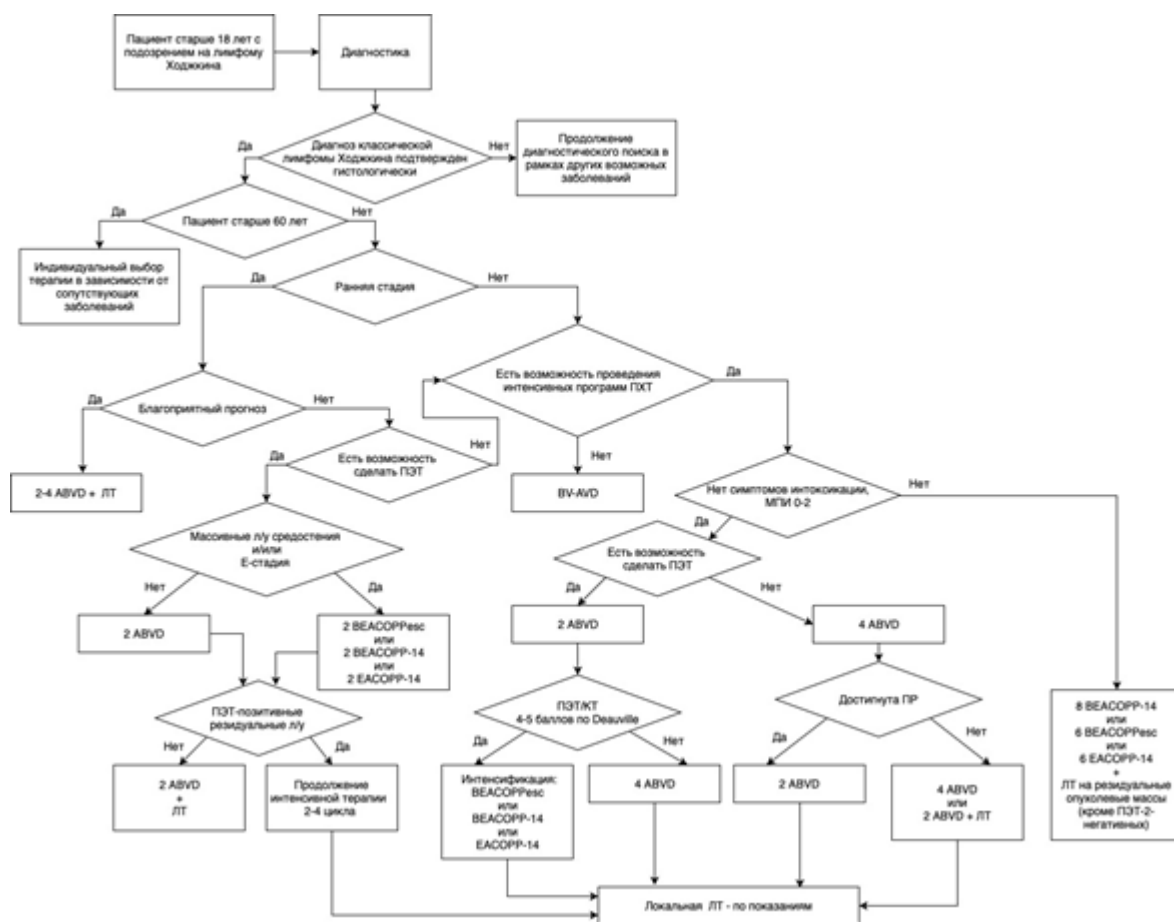 Пациент старше 18 лет с
подозрением на лимфому
Ходжкина
Диагностика
Диагноз классической
лимфомы Ходжкина подтвержден
гистологически
Да
Нет
Продолжение
диагностического поиска в
рамках других возможных
заболеваний
Пациент старше 60 лет
Да
Нет
Индивидуальный выбор
терапии в зависимости от
сопутствующих
заболеваний
Ранняя стадия
Да
Нет
Есть возможность проведения
интенсивных программ ПХТ
Да
Нет
Благоприятный прогноз
Да
Нет
Есть возможность
сделать ПЭТ
Да
Нет
2-4 ABVD + ЛТ
BV-AVD
Нет симптомов интоксикации,
МПИ 0-2
Да
Нет
Массивные л/у средостения
и/или
Е-стадия
Нет
Да
Есть возможность
сделать ПЭТ
Да
Нет
2 ABVD
2 BEACOPPesc
или
2 BEACOPP-14
или
2 EACOPP-14
2 ABVD
4 ABVD
ПЭТ-позитивные
резидуальные л/у
Нет
Да
ПЭТ/КТ
4-5 баллов по Deauville
Да
Нет
Достигнута ПР
Да
Нет
8 BEACOPP-14
или
6 BEACOPPesc
или
6 EACOPP-14
+
ЛТ на резидуальные
опухолевые массы
(кроме ПЭТ-2-
негативных)
2 ABVD
+
ЛТ
Продолжение
интенсивной терапии
2-4 цикла
Интенсификация:
BEACOPPesc
или
BEACOPP-14
или
EACOPP-14
4 ABVD
2 ABVD
4 ABVD
или
2 ABVD + ЛТ
Локальная ЛТ - по показаниям